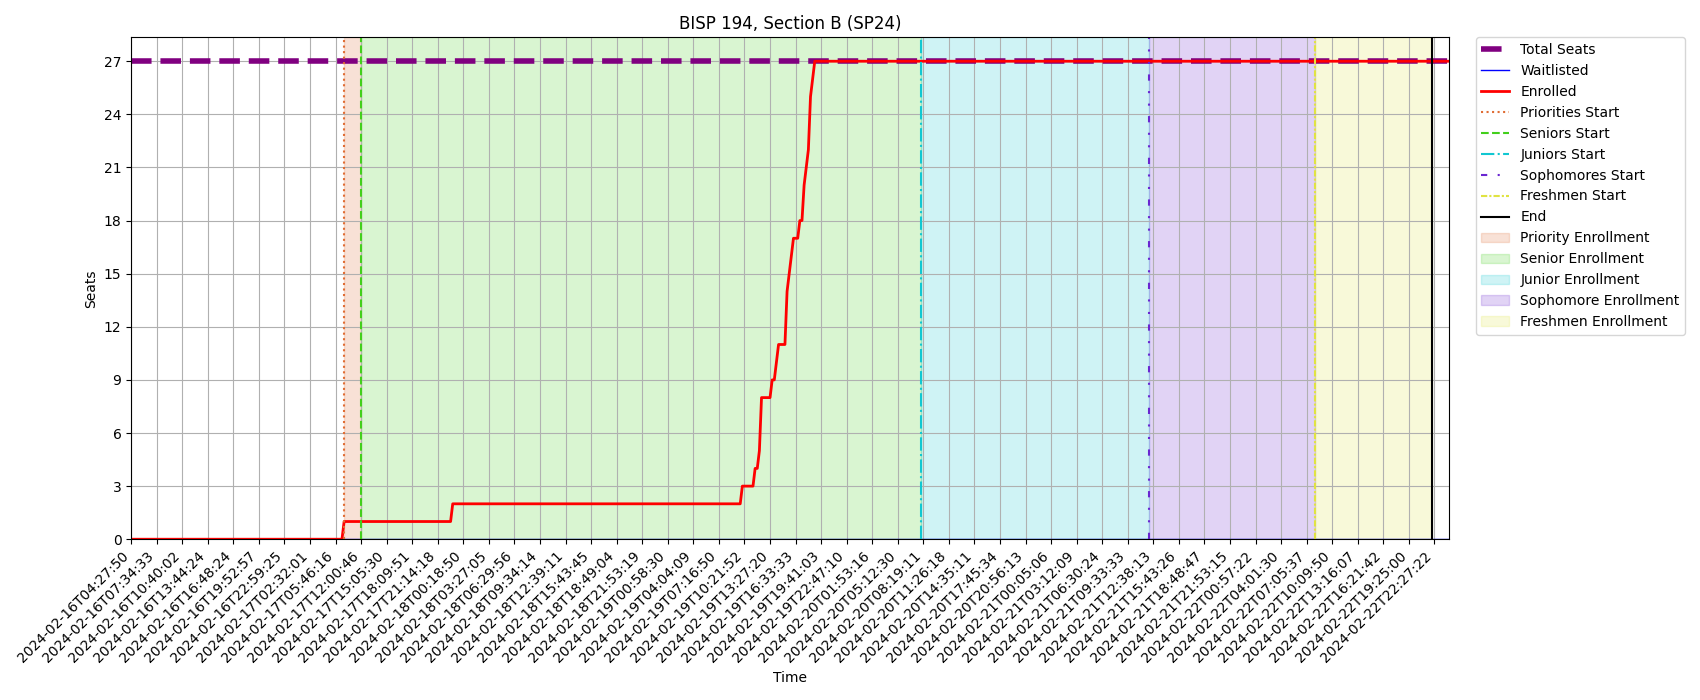 BISP 194, Section B (SP24)
Total Seats
Waitlisted
Enrolled
Priorities Start
Seniors Start
Juniors Start
Sophomores Start
Freshmen Start
End
Priority Enrollment
Senior Enrollment
Junior Enrollment
Sophomore Enrollment
Freshmen Enrollment
Seats
27
24
21
18
15
12
9
6
3
0
2024-02-16T04:27:50
2024-02-16T07:34:33
2024-02-16T10:40:02
2024-02-16T13:44:24
2024-02-16T16:48:24
2024-02-16T19:52:57
2024-02-16T22:59:25
2024-02-17T02:32:01
2024-02-17T05:46:16
2024-02-17T12:00:46
2024-02-17T15:05:30
2024-02-17T18:09:51
2024-02-17T21:14:18
2024-02-18T00:18:50
2024-02-18T03:27:05
2024-02-18T06:29:56
2024-02-18T09:34:14
2024-02-18T12:39:11
2024-02-18T15:43:45
2024-02-18T18:49:04
2024-02-18T21:53:19
2024-02-19T00:58:30
2024-02-19T04:04:09
2024-02-19T07:16:50
2024-02-19T10:21:52
2024-02-19T13:27:20
2024-02-19T16:33:33
2024-02-19T19:41:03
2024-02-19T22:47:10
2024-02-20T01:53:16
2024-02-20T05:12:30
2024-02-20T08:19:11
2024-02-20T11:26:18
2024-02-20T14:35:11
2024-02-20T17:45:34
2024-02-20T20:56:13
2024-02-21T00:05:06
2024-02-21T03:12:09
2024-02-21T06:30:24
2024-02-21T09:33:33
2024-02-21T12:38:13
2024-02-21T15:43:26
2024-02-21T18:48:47
2024-02-21T21:53:15
2024-02-22T00:57:22
2024-02-22T04:01:30
2024-02-22T07:05:37
2024-02-22T10:09:50
2024-02-22T13:16:07
2024-02-22T16:21:42
2024-02-22T19:25:00
2024-02-22T22:27:22
Time